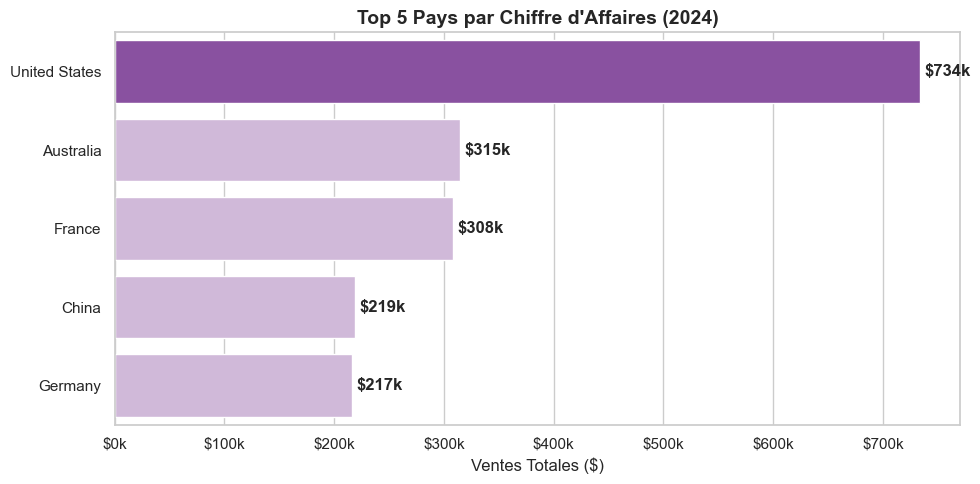 Top 5 Pays par Chiffre d'Affaires (2024)
United States
$734k
Australia
$315k
France
$308k
China
$219k
Germany
$217k
$0k $100k $200k $300k $400k $500k $600k $700k
Ventes Totales ($)